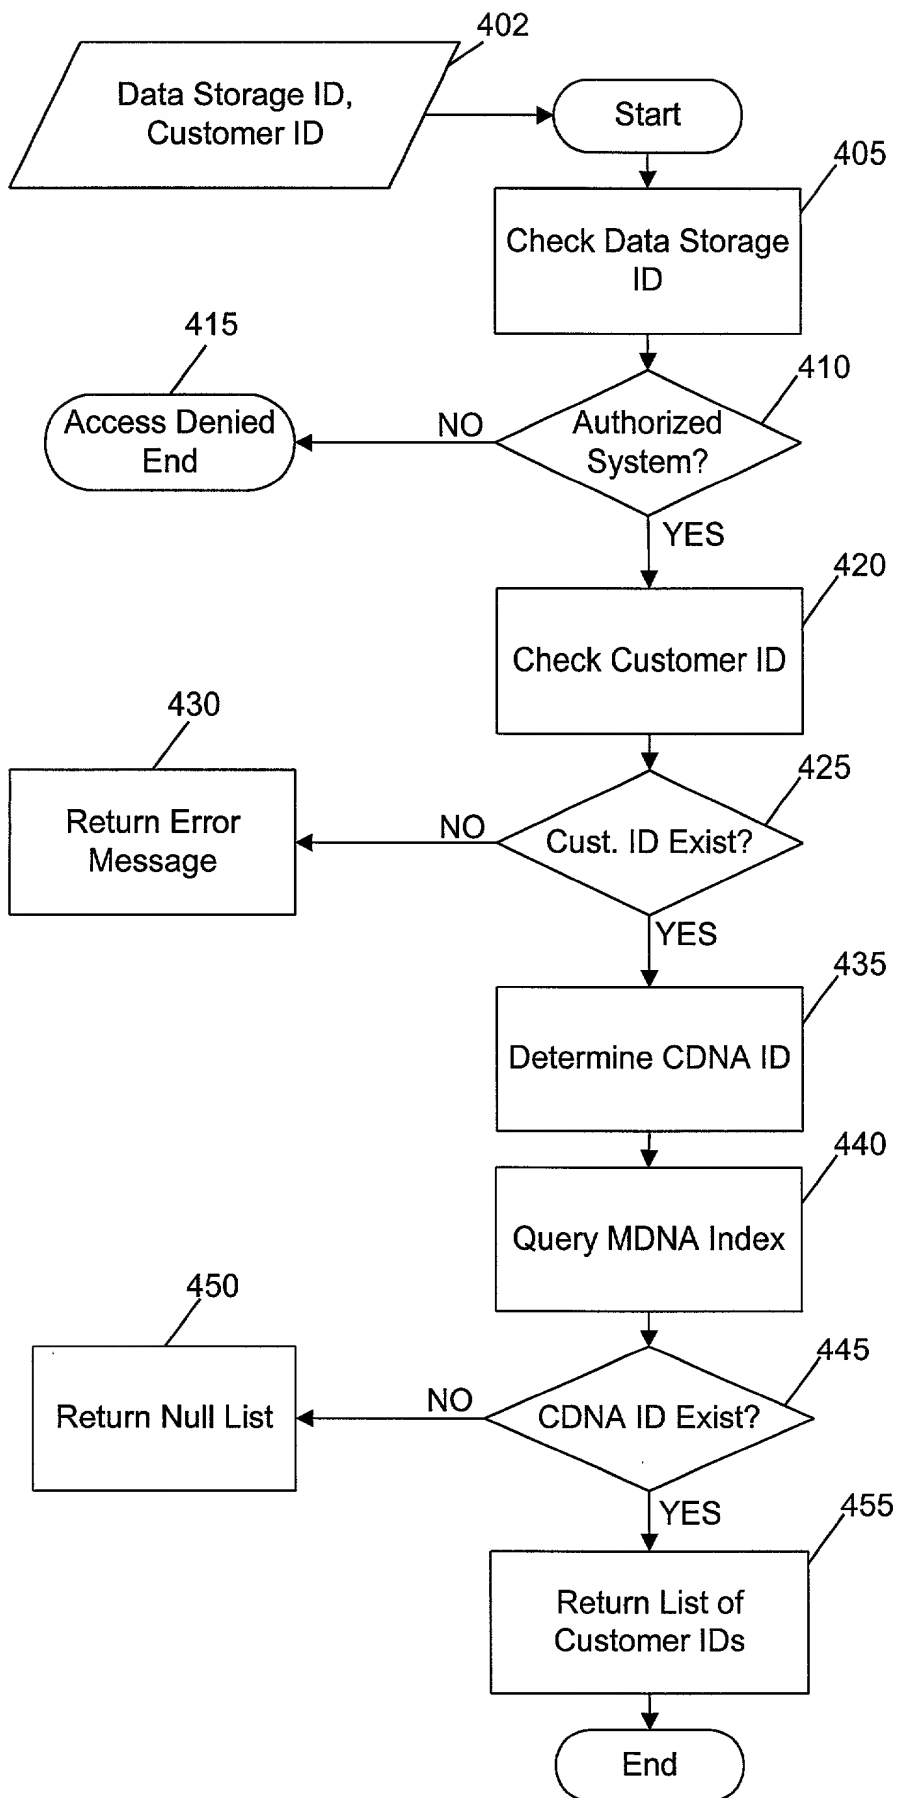 402
Data Storage ID,
Customer ID
Start
405
Check Data Storage
ID
415
410
Access Denied
End
NO
Authorized
System?
YES
420
Check Customer ID
430
425
Return Error
Message
NO
Cust. ID Exist?
YES
435
Determine CDNA ID
440
Query MDNA Index
450
445
Return Null List
NO
CDNA ID Exist?
YES
455
Return List of
Customer IDs
End